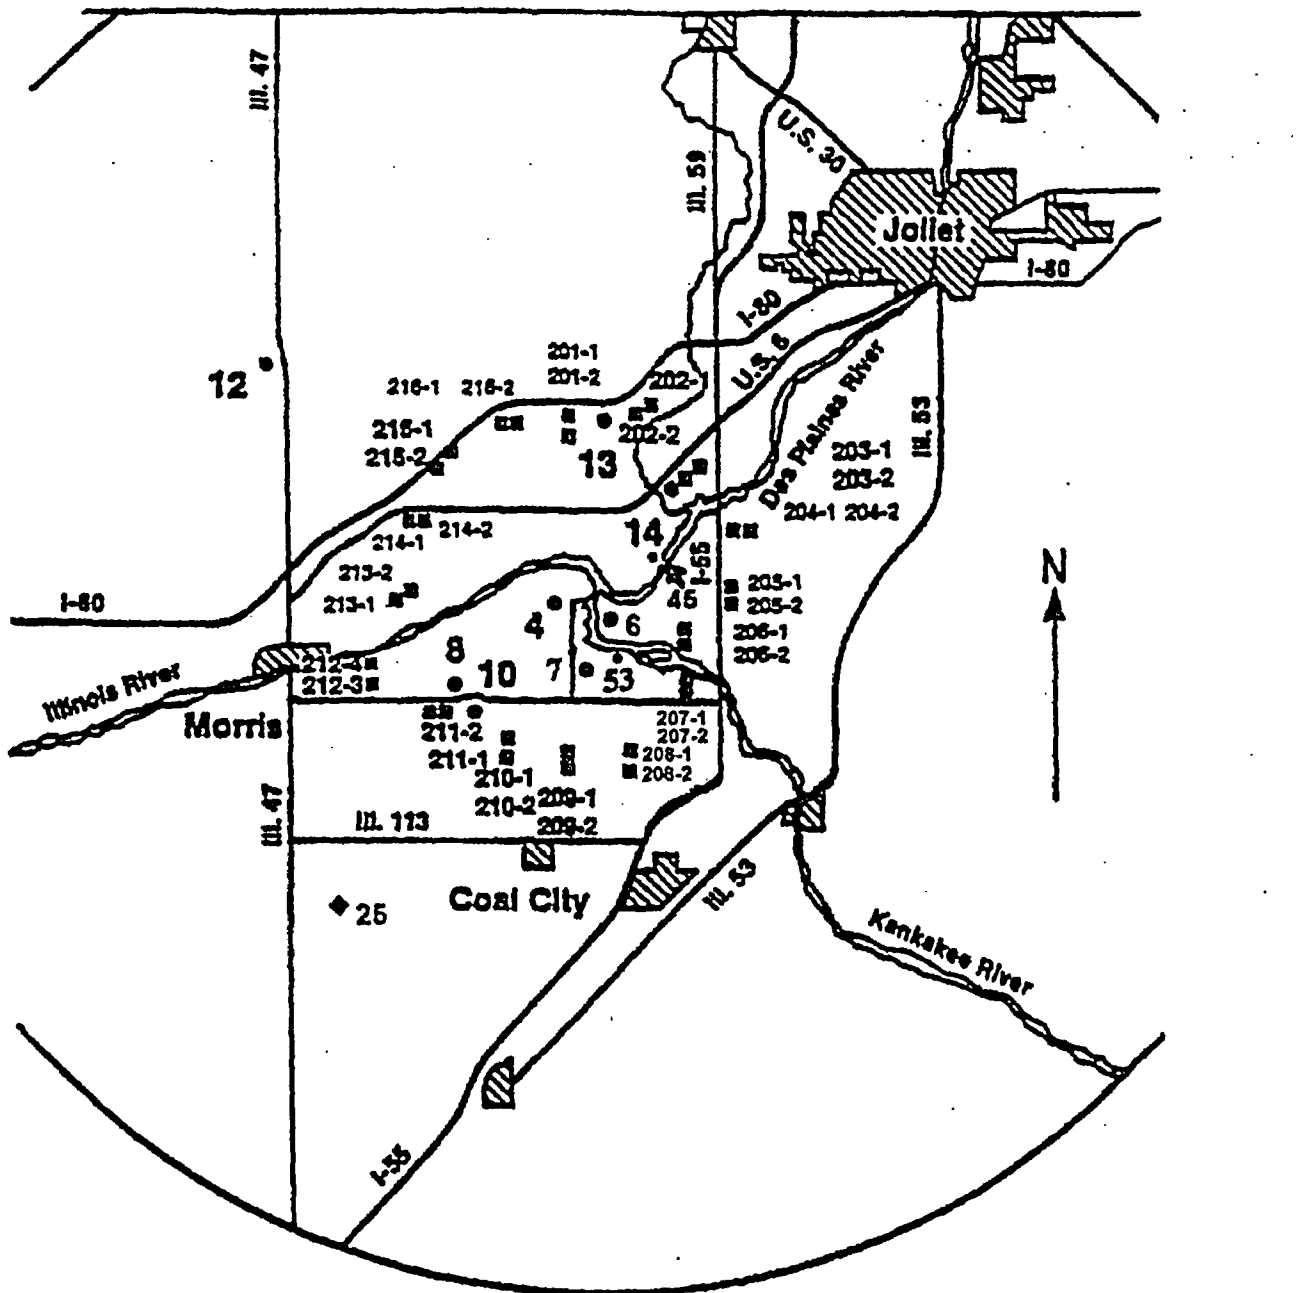 Ill. 47
U.S. 30
Ill. 59
Joliet
I-80
I-80
201-1
201-2
202-1
U.S. 6
12
216-1 216-2
215-1
215-2
202-2
13
Des Plaines River
Ill. 53
203-1
203-2
204-1 204-2
214-2
214-1
14
I-55
N
213-2
213-1
I-80
45
205-1
205-2
4
6
206-1
206-2
8
10
7
53
212-4
212-3
Illinois River
Morris
211-2
211-1
207-1
207-2
208-1
208-2
210-1
210-2
209-1
209-2
Ill. 47
Ill. 113
Coal City
Ill. 53
25
Kankakee River
I-55